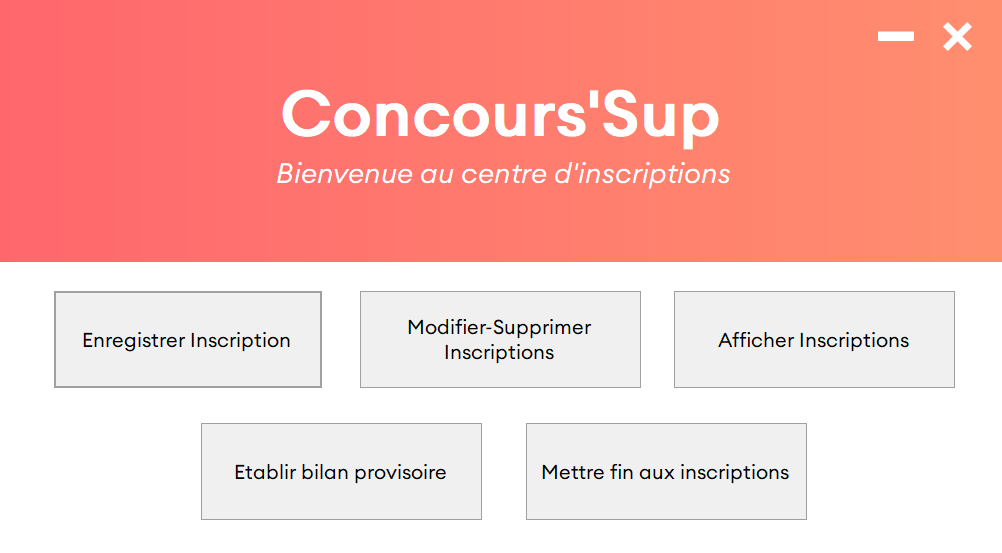 Concours'Sup
Bienvenue au centre d'inscriptions
Enregistrer Inscription
Modifier-Supprimer
Inscriptions
Afficher Inscriptions
Etablir bilan provisoire
Mettre fin aux inscriptions